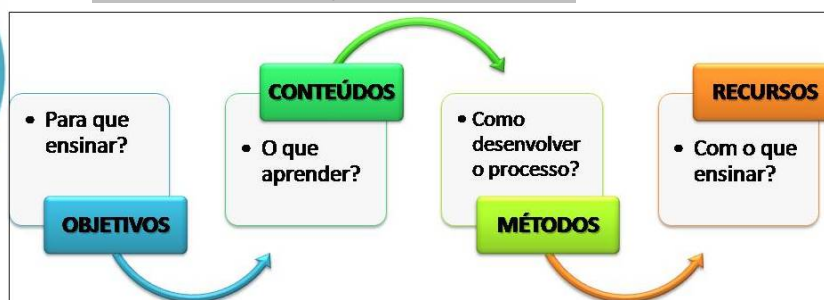 • Para que
ensinar?
OBJETIVOS
CONTEÚDOS
• O que
aprender?
• Como
desenvolver
o processo?
MÉTODOS
RECURSOS
• Com o que
ensinar?